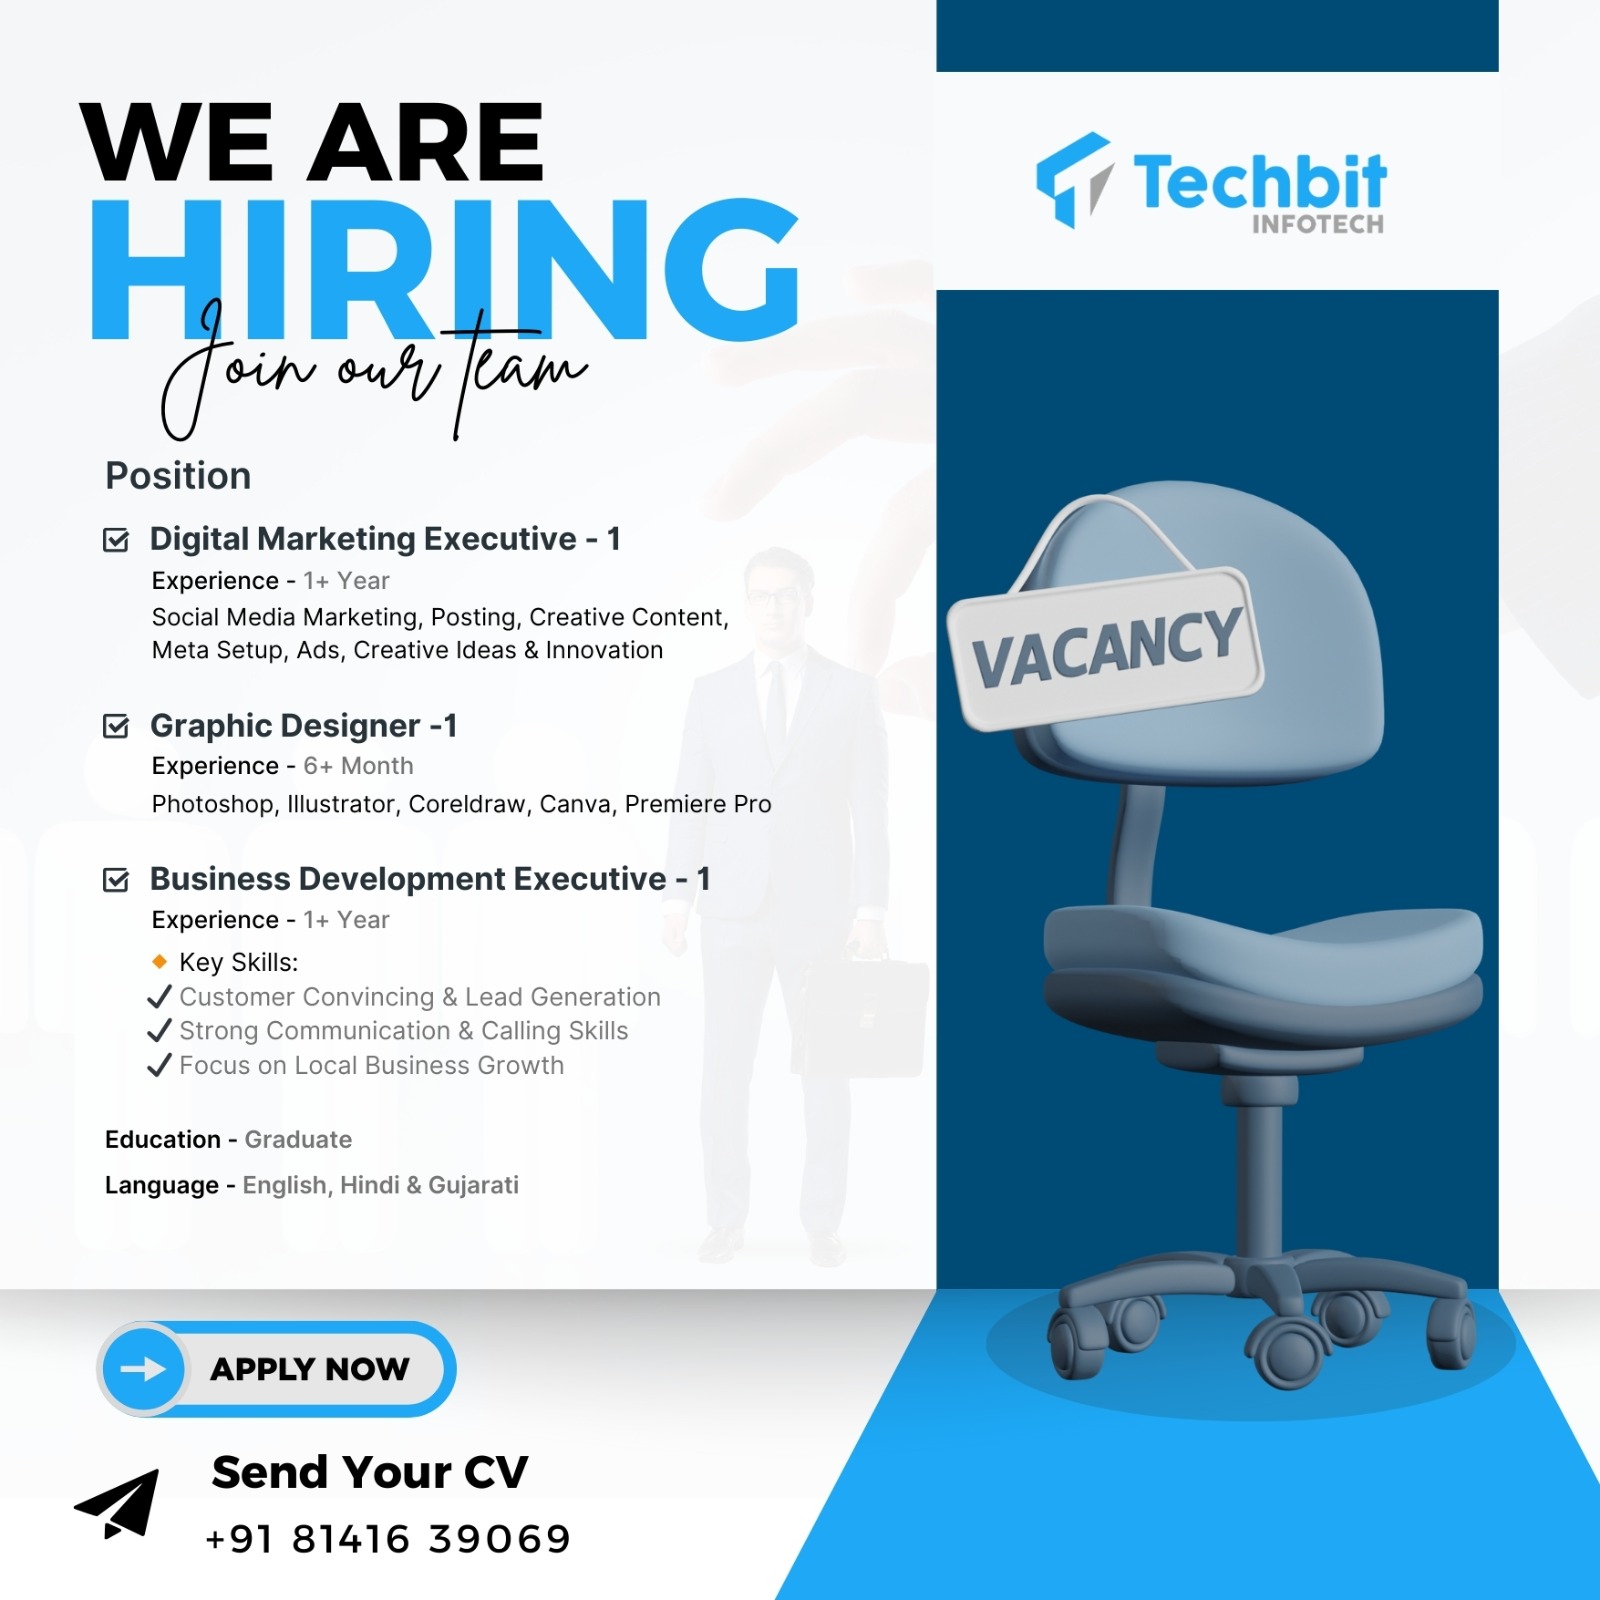 WE ARE
HIRING
Join our team
Position
Digital Marketing Executive - 1
Experience - 1+ Year
Social Media Marketing, Posting, Creative Content,
Meta Setup, Ads, Creative Ideas & Innovation
Graphic Designer -1
Experience - 6+ Month
Photoshop, Illustrator, Coreldraw, Canva, Premiere Pro
Business Development Executive - 1
Experience - 1+ Year
Key Skills:
Customer Convincing & Lead Generation
Strong Communication & Calling Skills
Focus on Local Business Growth
Education - Graduate
Language - English, Hindi & Gujarati
APPLY NOW
Send Your CV
+91 81416 39069
Techbit
INFOTECH
VACANCY